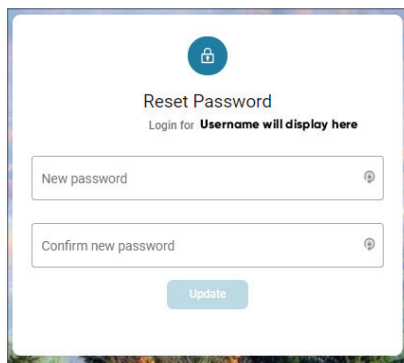 Reset Password
Login for Username will display here
New password
Confirm new password
Update